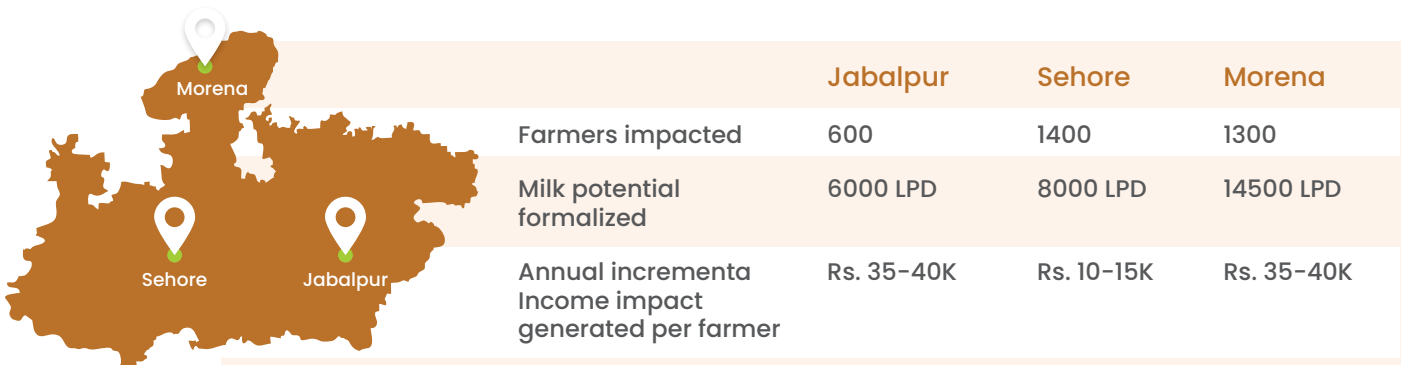 Morena
Sehore
Jabalpur
Jabalpur Sehore Morena
Farmers impacted 600 1400 1300
Milk potential 6000 LPD 8000 LPD 14500 LPD
formalized
Annual incrementa Rs. 35-40K Rs. 10-15K Rs. 35-40K
Income impact
generated per farmer